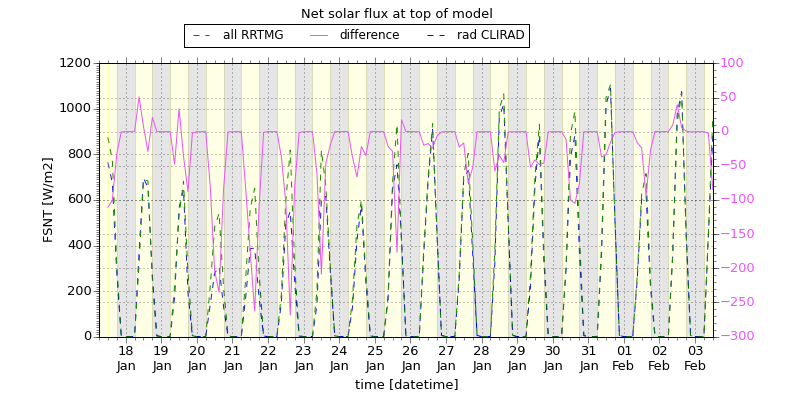 Net solar flux at top of model
all RRTMG difference rad CLIRAD
1200 100
1000 50
800 0
600 −50
400 −100
200 −150
0 −200
−250
−300
FSNT [W/m2]
18 19 20 21 22 23 24 25 26 27 28 29 30 31 01 02 03
Jan Jan Jan Jan Jan Jan Jan Jan Jan Jan Jan Jan Jan Jan Feb Feb Feb
time [datetime]